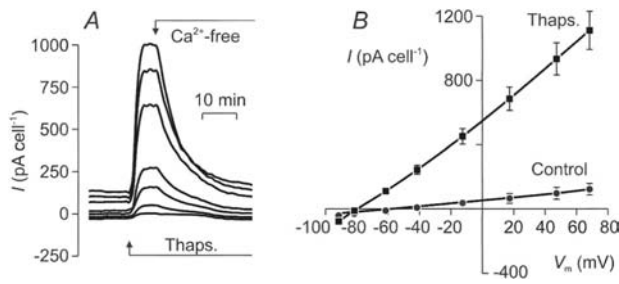 A
Ca²⁺-free
1000
750
500
250
0
-250
I (pA cell⁻¹)
10 min
Thaps.
B
1200
I (pA cell⁻¹)
Thaps.
800
400
Control
-100 -80 -60 -40 -20 0 20 40 60 80
Vₘ (mV)
-400